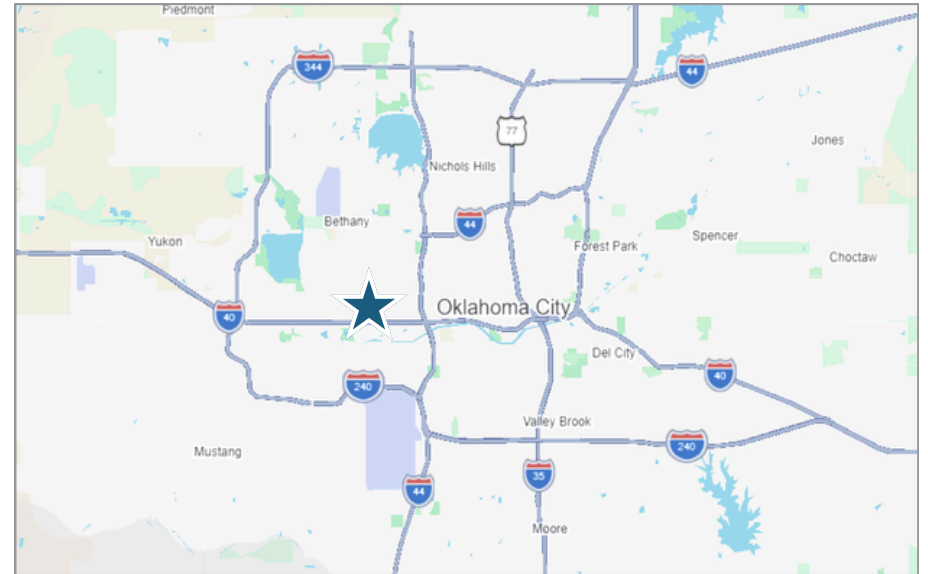 Piedmont
344
44
77
Jones
Nichols Hills
Bethany
44
Spencer
Yukon
Forest Park
Choctaw
40
Oklahoma City
Del City
40
240
Valley Brook
240
Mustang
35
44
Moore